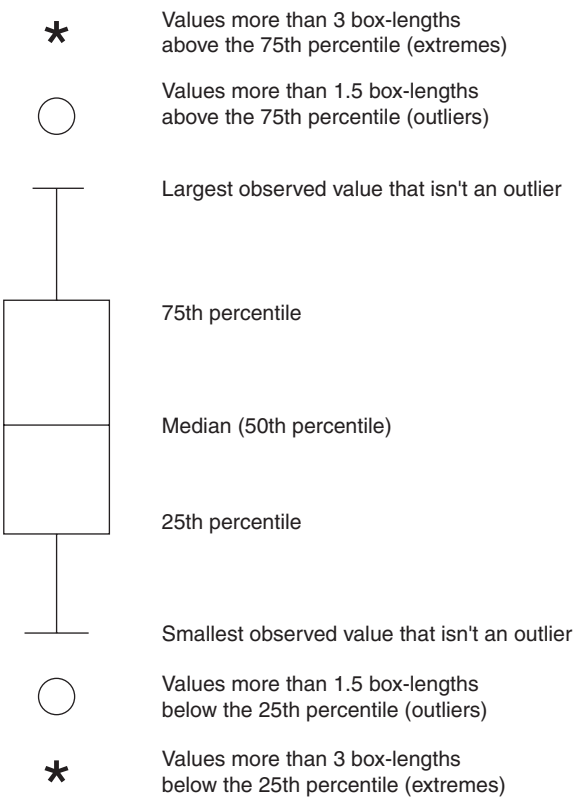 Values more than 3 box-lengths
above the 75th percentile (extremes)
Values more than 1.5 box-lengths
above the 75th percentile (outliers)
Largest observed value that isn't an outlier
75th percentile
Median (50th percentile)
25th percentile
Smallest observed value that isn't an outlier
Values more than 1.5 box-lengths
below the 25th percentile (outliers)
Values more than 3 box-lengths
below the 25th percentile (extremes)